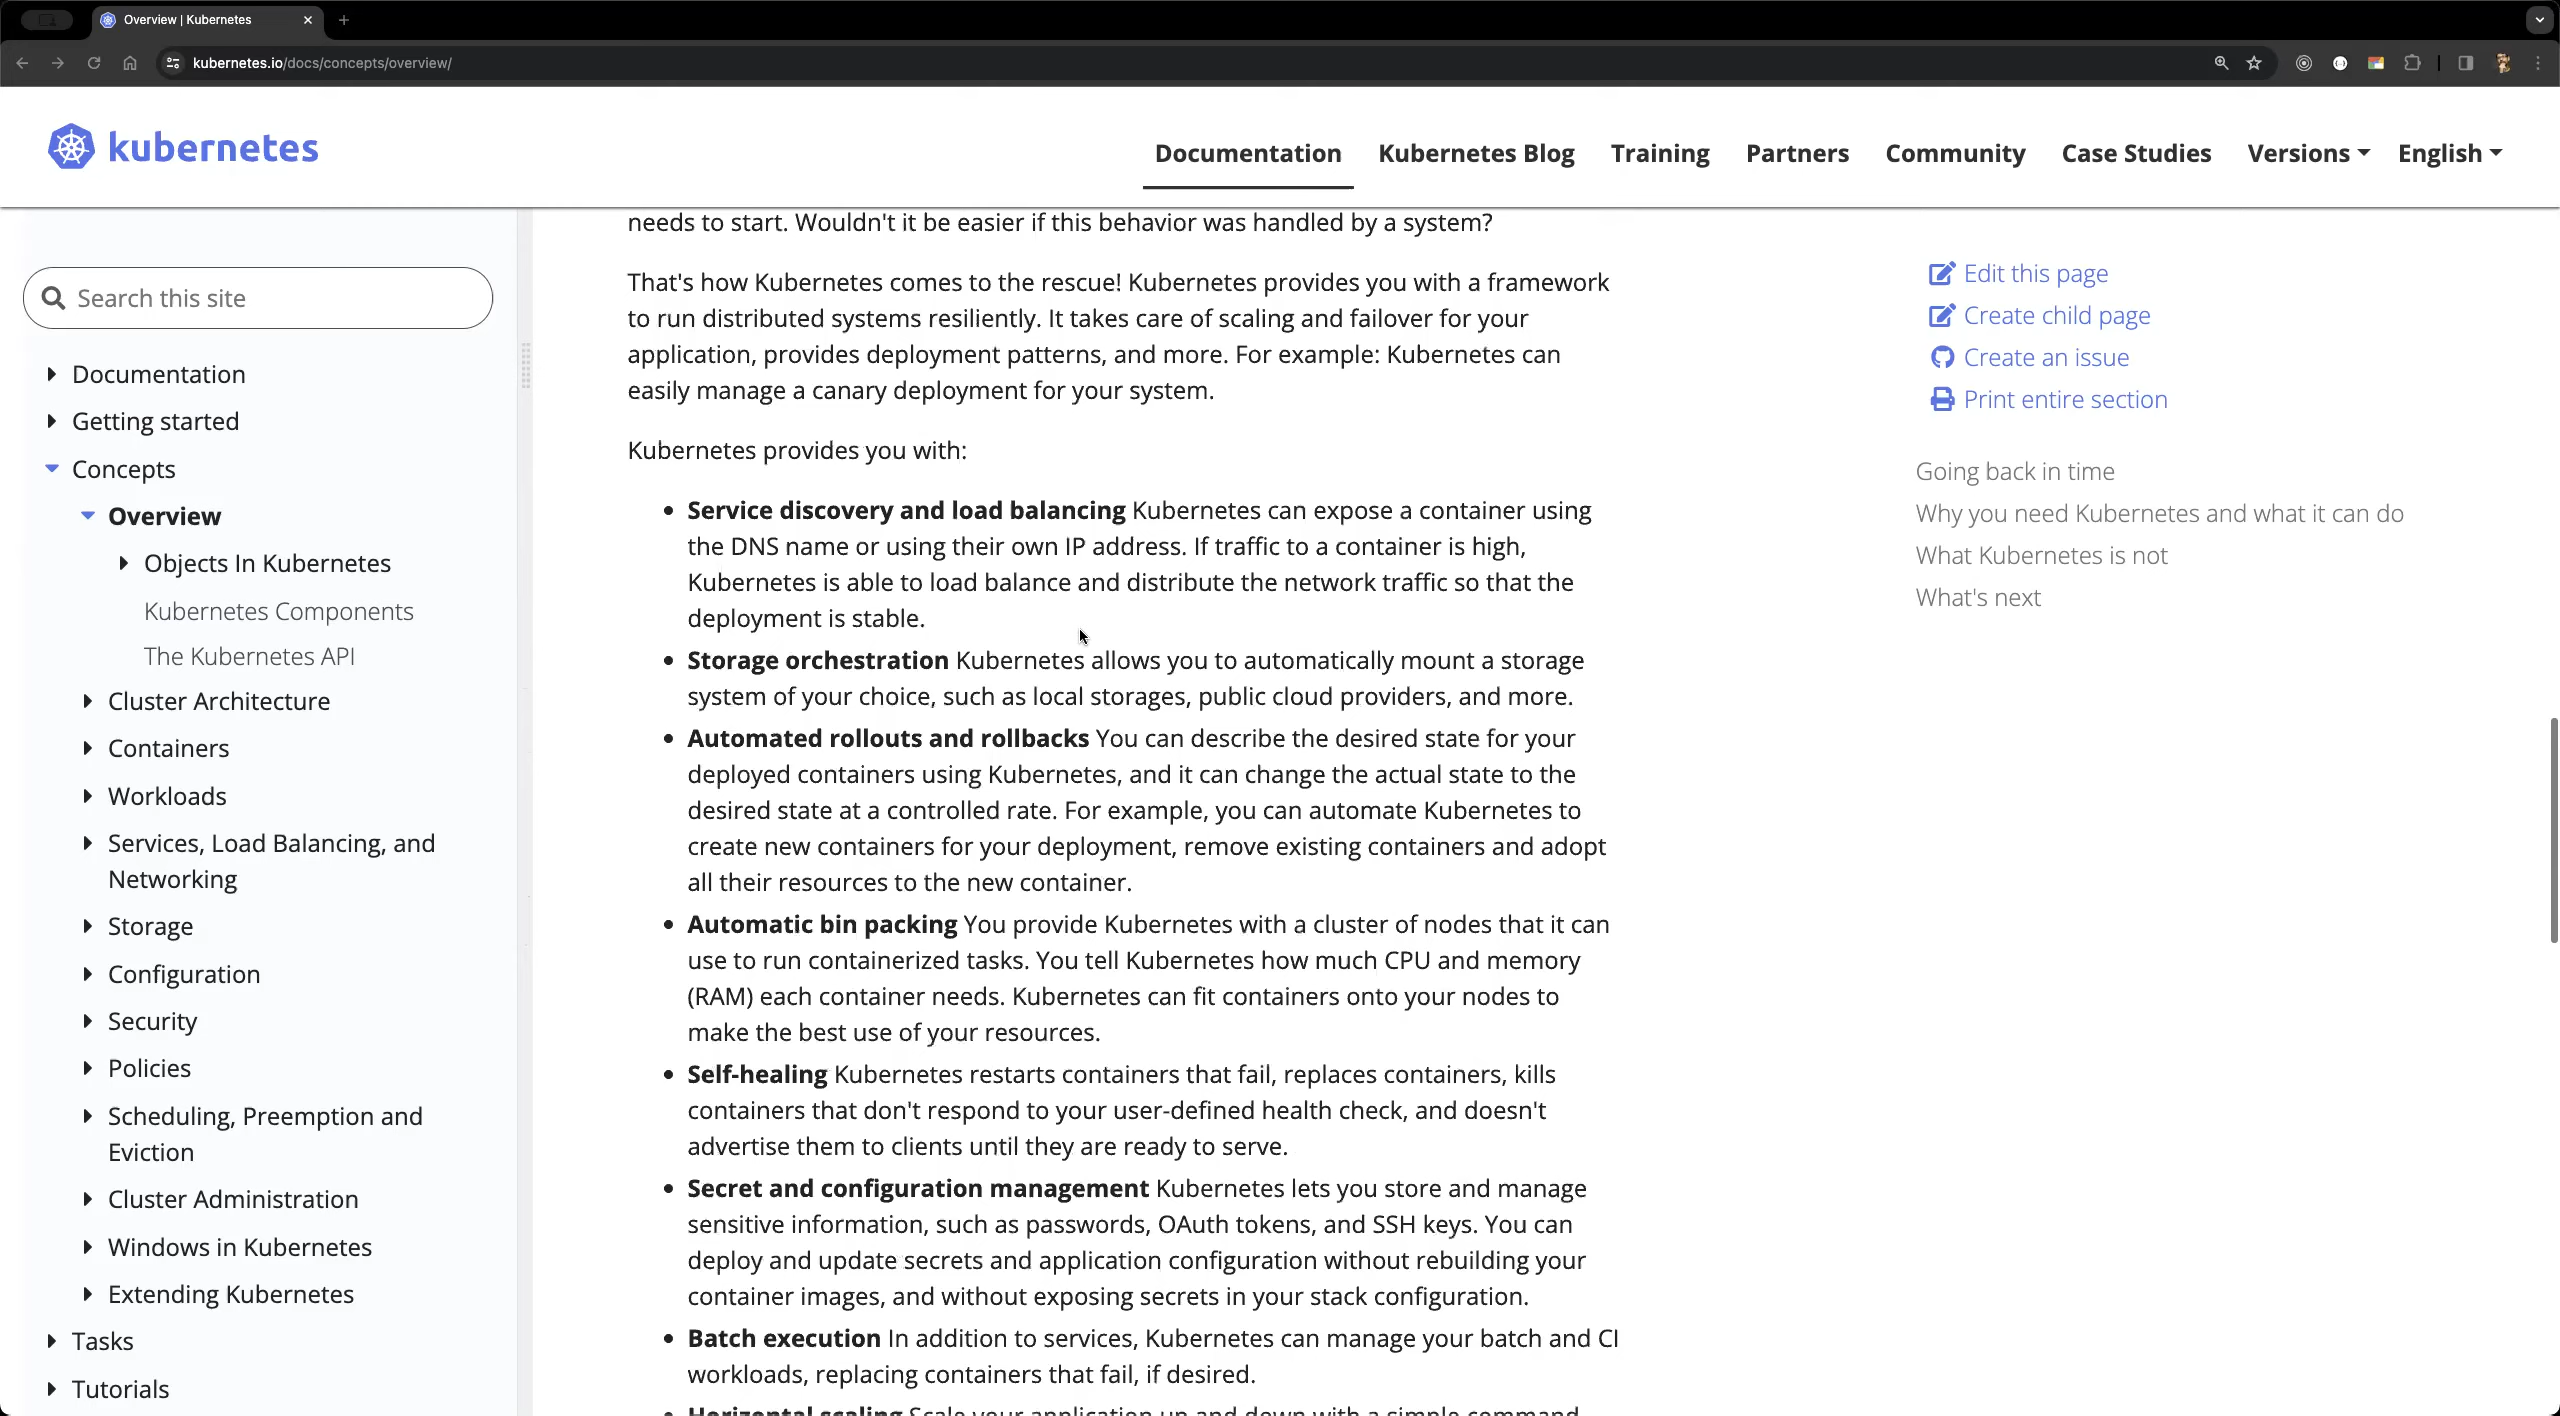 Overview | Kubernetes
kubernetes.io/docs/concepts/overview/
kubernetes
Documentation
Kubernetes Blog
Training
Partners
Community
Case Studies
Versions
English
Search this site
Documentation
Getting started
Concepts
Overview
Objects In Kubernetes
Kubernetes Components
The Kubernetes API
Cluster Architecture
Containers
Workloads
Services, Load Balancing, and
Networking
Storage
Configuration
Security
Policies
Scheduling, Preemption and
Eviction
Cluster Administration
Windows in Kubernetes
Extending Kubernetes
Tasks
Tutorials
needs to start. Wouldn't it be easier if this behavior was handled by a system?
That's how Kubernetes comes to the rescue! Kubernetes provides you with a framework
to run distributed systems resiliently. It takes care of scaling and failover for your
application, provides deployment patterns, and more. For example: Kubernetes can
easily manage a canary deployment for your system.
Kubernetes provides you with:
Service discovery and load balancing Kubernetes can expose a container using
the DNS name or using their own IP address. If traffic to a container is high,
Kubernetes is able to load balance and distribute the network traffic so that the
deployment is stable.
Storage orchestration Kubernetes allows you to automatically mount a storage
system of your choice, such as local storages, public cloud providers, and more.
Automated rollouts and rollbacks You can describe the desired state for your
deployed containers using Kubernetes, and it can change the actual state to the
desired state at a controlled rate. For example, you can automate Kubernetes to
create new containers for your deployment, remove existing containers and adopt
all their resources to the new container.
Automatic bin packing You provide Kubernetes with a cluster of nodes that it can
use to run containerized tasks. You tell Kubernetes how much CPU and memory
(RAM) each container needs. Kubernetes can fit containers onto your nodes to
make the best use of your resources.
Self-healing Kubernetes restarts containers that fail, replaces containers, kills
containers that don't respond to your user-defined health check, and doesn't
advertise them to clients until they are ready to serve.
Secret and configuration management Kubernetes lets you store and manage
sensitive information, such as passwords, OAuth tokens, and SSH keys. You can
deploy and update secrets and application configuration without rebuilding your
container images, and without exposing secrets in your stack configuration.
Batch execution In addition to services, Kubernetes can manage your batch and CI
workloads, replacing containers that fail, if desired.
Horizontal scaling Scale your application up and down with a simple command
Edit this page
Create child page
Create an issue
Print entire section
Going back in time
Why you need Kubernetes and what it can do
What Kubernetes is not
What's next